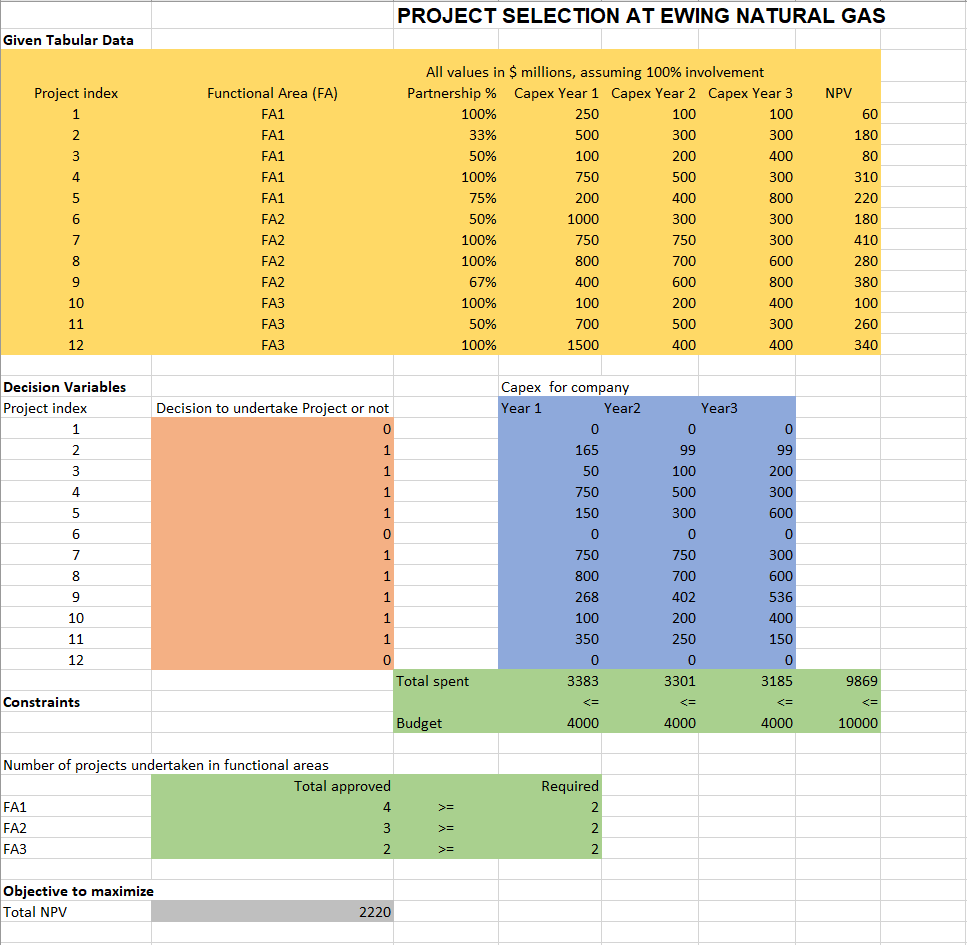 PROJECT SELECTION AT EWING NATURAL GAS
Given Tabular Data
All values in $ millions, assuming 100% involvement
Project index Functional Area (FA) Partnership % Capex Year 1 Capex Year 2 Capex Year 3 NPV
1 FA1 100% 250 100 100 60
2 FA1 33% 500 300 300 180
3 FA1 50% 100 200 400 80
4 FA1 100% 750 500 300 310
5 FA1 75% 200 400 800 220
6 FA2 50% 1000 300 300 180
7 FA2 100% 750 750 300 410
8 FA2 100% 800 700 600 280
9 FA2 67% 400 600 800 380
10 FA3 100% 100 200 400 100
11 FA3 50% 700 500 300 260
12 FA3 100% 1500 400 400 340
Decision Variables Capex for company
Project index Decision to undertake Project or not Year 1 Year2 Year3
1 0 0 0 0
2 1 165 99 99
3 1 50 100 200
4 1 750 500 300
5 1 150 300 600
6 0 0 0 0
7 1 750 750 300
8 1 800 700 600
9 1 268 402 536
10 1 100 200 400
11 1 350 250 150
12 0 0 0 0
Total spent 3383 3301 3185 9869
Constraints <= <= <= <=
Budget 4000 4000 4000 10000
Number of projects undertaken in functional areas
Total approved Required
FA1 4 >= 2
FA2 3 >= 2
FA3 2 >= 2
Objective to maximize
Total NPV 2220